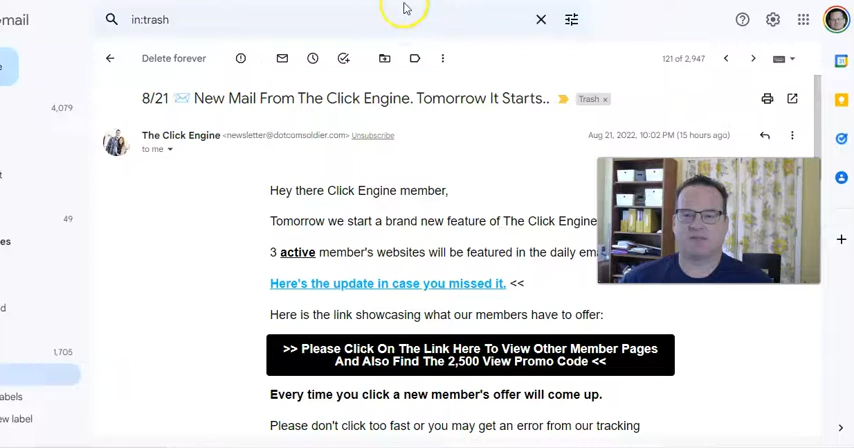 mail
in:trash
Delete forever
121 of 2,947
4,079
8/21 📨 New Mail From The Click Engine. Tomorrow It Starts..
Trash ×
The Click Engine <newsletter@dotcomsoldier.com> Unsubscribe
Aug 21, 2022, 10:02 PM (15 hours ago)
to me
Hey there Click Engine member,
49
Tomorrow we start a brand new feature of The Click Engine
3 active member's websites will be featured in the daily ema
Here's the update in case you missed it. <<
Here is the link showcasing what our members have to offer:
1,705
>> Please Click On The Link Here To View Other Member Pages
And Also Find The 2,500 View Promo Code <<
abels
Every time you click a new member's offer will come up.
ew label
Please don't click too fast or you may get an error from our tracking